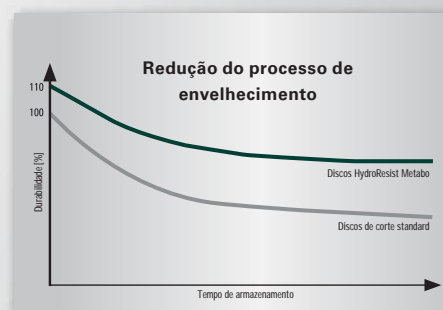 Redução do processo de
envelhecimento
110
100
Durabilidade [%]
Discos HydroResist Metabo
Discos de corte standard
Tempo de armazenamento